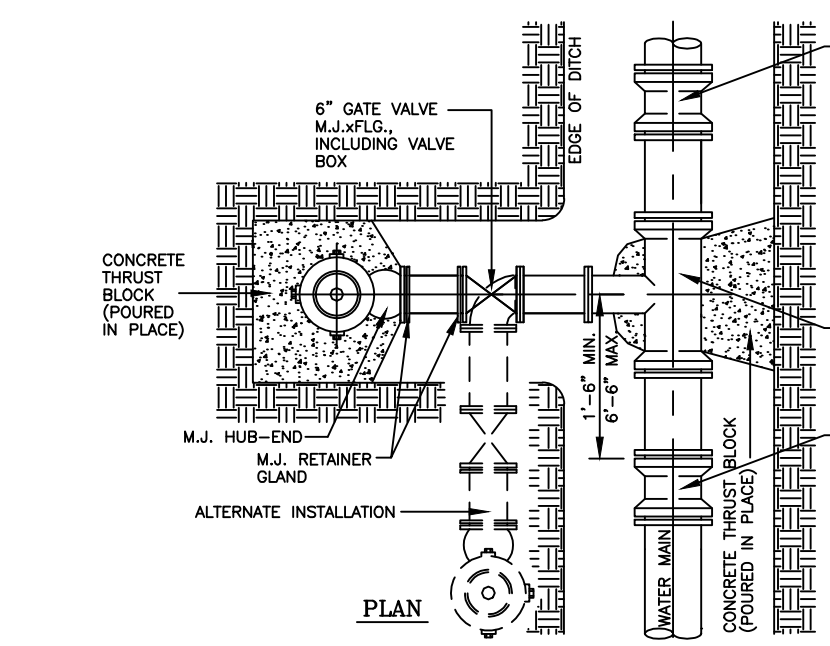 6" GATE VALVE
M.J.xFLG.,
INCLUDING VALVE
BOX
EDGE OF DITCH
CONCRETE
THRUST
BLOCK
(POURED
IN PLACE)
1'-6" MIN.
6'-6" MAX
M.J. HUB-END
M.J. RETAINER
GLAND
ALTERNATE INSTALLATION
WATER MAIN
CONCRETE THRUST BLOCK
(POURED IN PLACE)
PLAN